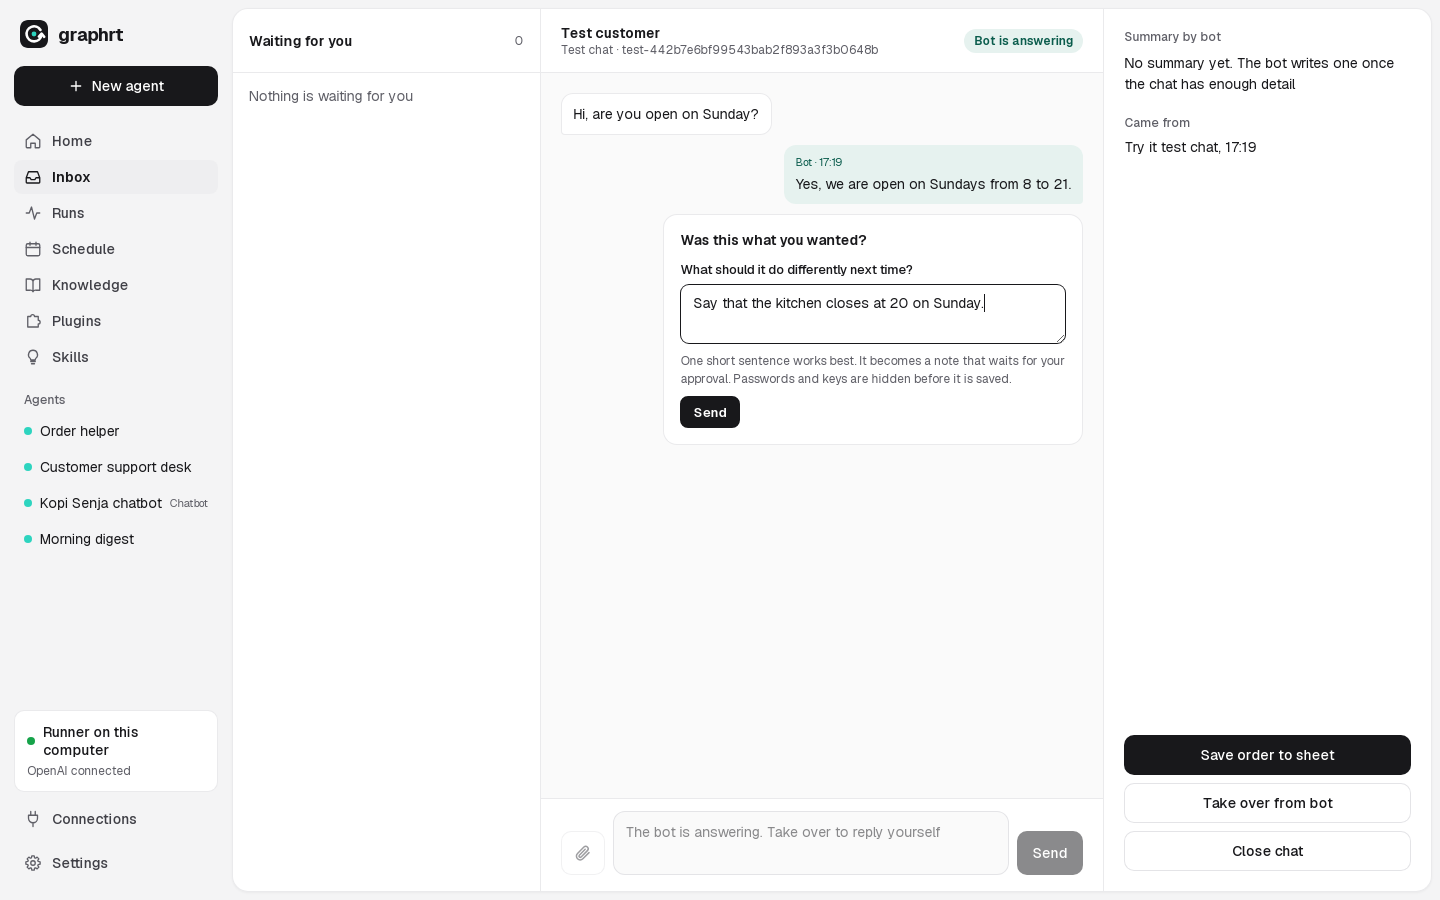 graphrt
New agent
Home
Inbox
Runs
Schedule
Knowledge
Plugins
Skills
Agents
Order helper
Customer support desk
Kopi Senja chatbot Chatbot
Morning digest
Runner on this
computer
OpenAI connected
Connections
Settings
Waiting for you 0
Nothing is waiting for you
Test customer
Test chat · test-442b7e6bf99543bab2f893a3f3b0648b
Bot is answering
Hi, are you open on Sunday?
Bot · 17:19
Yes, we are open on Sundays from 8 to 21.
Was this what you wanted?
What should it do differently next time?
Say that the kitchen closes at 20 on Sunday.
One short sentence works best. It becomes a note that waits for your
approval. Passwords and keys are hidden before it is saved.
Send
The bot is answering. Take over to reply yourself
Send
Summary by bot
No summary yet. The bot writes one once
the chat has enough detail
Came from
Try it test chat, 17:19
Save order to sheet
Take over from bot
Close chat